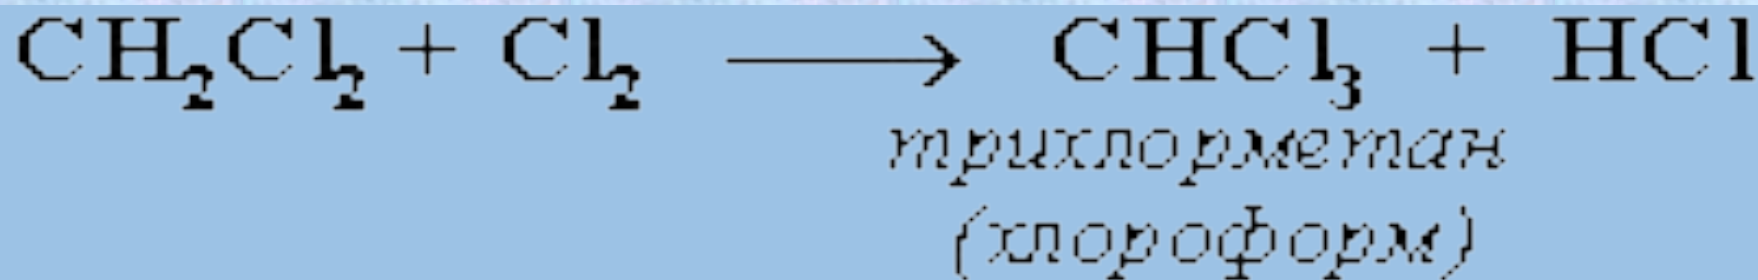 CH₂Cl₂ + Cl₂ ⟶ CHCl₃ + HCl
трихлорметан
(хлороформ)